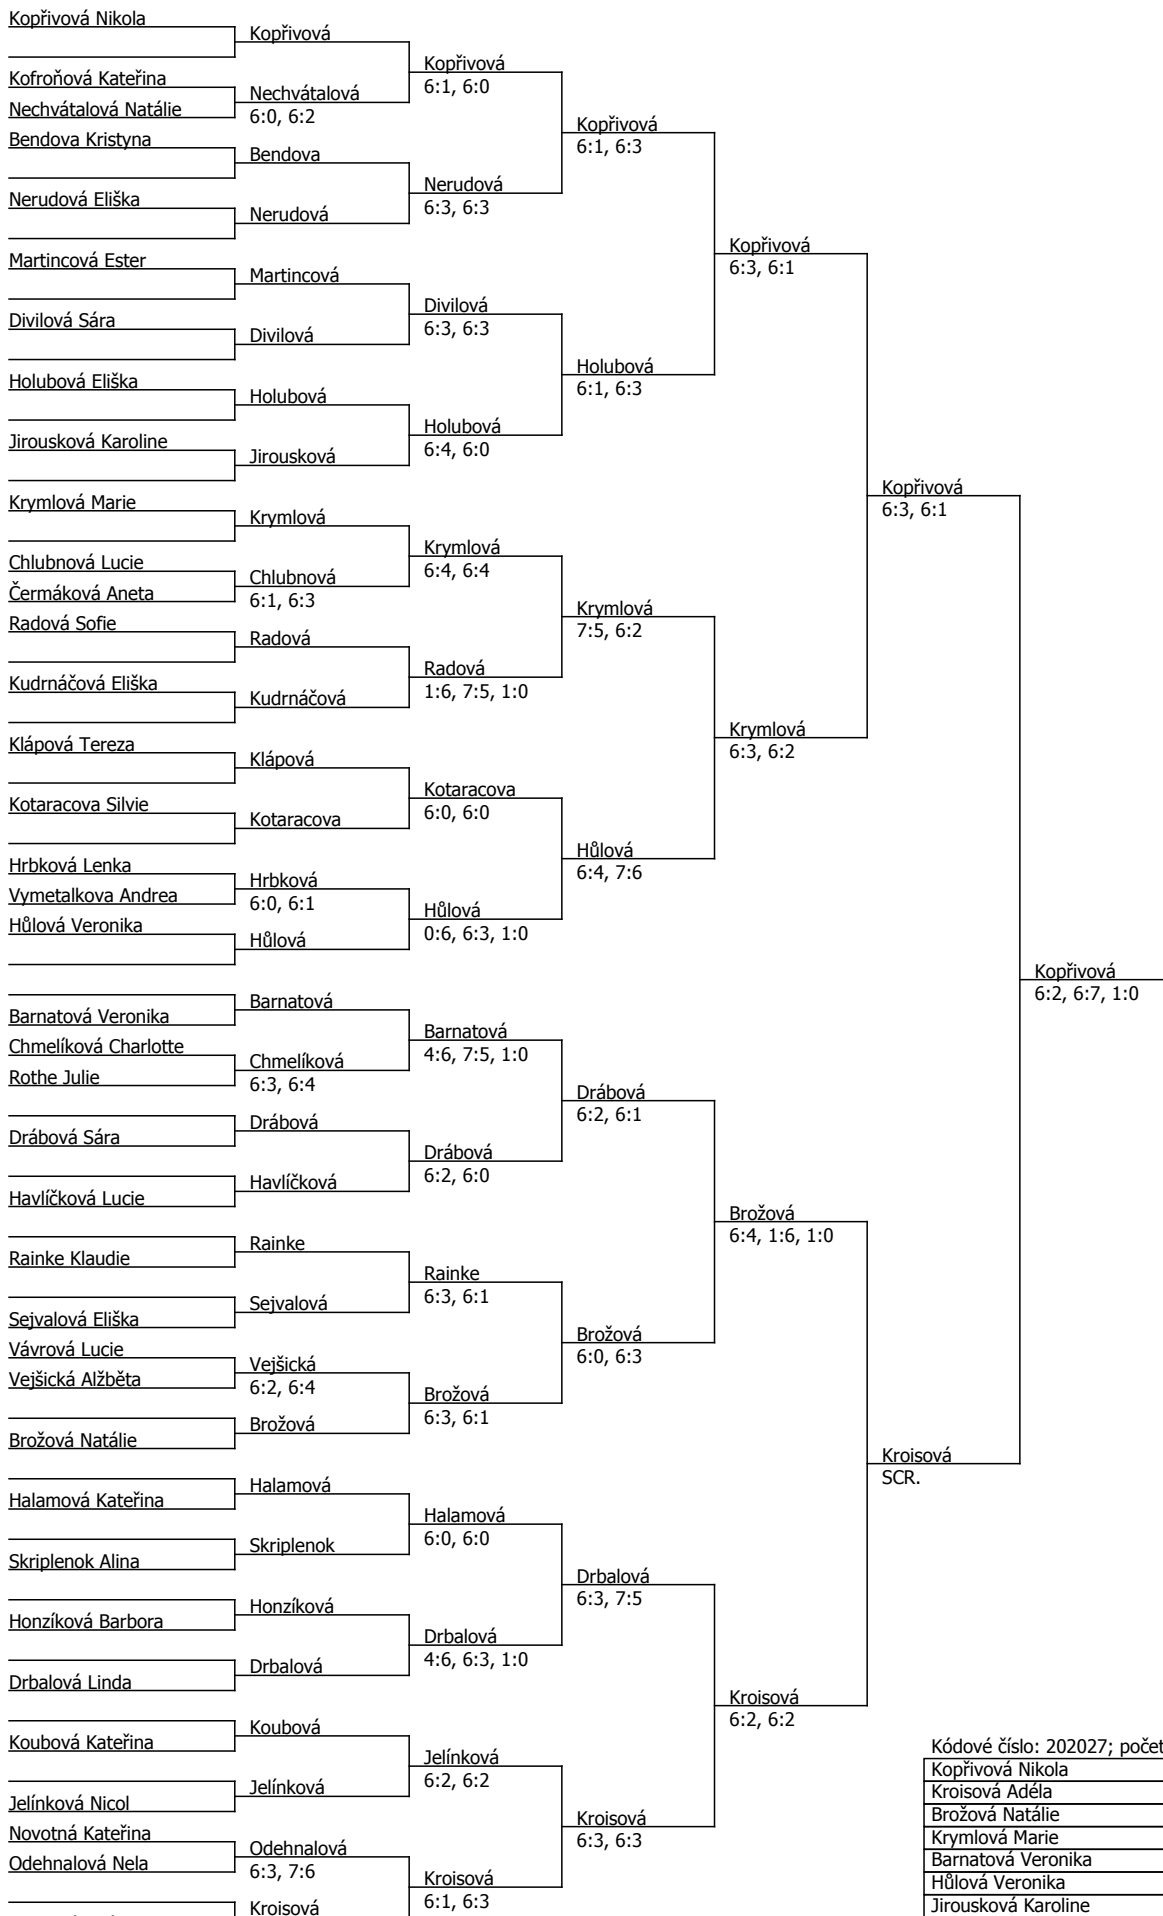 Kopřivová Nikola
Kofroňová Kateřina
Nechvátalová Natálie
Bendova Kristyna
Nerudová Eliška
Martincová Ester
Divilová Sára
Holubová Eliška
Jirousková Karoline
Krymlová Marie
Chlubnová Lucie
Čermáková Aneta
Radová Sofie
Kudrnáčová Eliška
Klápová Tereza
Kotaracova Silvie
Hrbková Lenka
Vymetalkova Andrea
Hůlová Veronika
Barnatová Veronika
Chmelíková Charlotte
Rothe Julie
Drábová Sára
Havlíčková Lucie
Rainke Klaudie
Sejvalová Eliška
Vávrová Lucie
Vejšická Alžběta
Brožová Natálie
Halamová Kateřina
Skriplenok Alina
Honzíková Barbora
Drbalová Linda
Koubová Kateřina
Jelínková Nicol
Novotná Kateřina
Odehnalová Nela
Kopřivová
Nechvátalová
6:0, 6:2
Bendova
Nerudová
Martincová
Divilová
Holubová
Jirousková
Krymlová
Chlubnová
6:1, 6:3
Radová
Kudrnáčová
Klápová
Kotaracova
Hrbková
6:0, 6:1
Hůlová
Barnatová
Chmelíková
6:3, 6:4
Drábová
Havlíčková
Rainke
Sejvalová
Vejšická
6:2, 6:4
Brožová
Halamová
Skriplenok
Honzíková
Drbalová
Koubová
Jelínková
Odehnalová
6:3, 7:6
Kroisová
Kopřivová
6:1, 6:0
Nerudová
6:3, 6:3
Divilová
6:3, 6:3
Holubová
6:4, 6:0
Krymlová
6:4, 6:4
Radová
1:6, 7:5, 1:0
Kotaracova
6:0, 6:0
Hůlová
0:6, 6:3, 1:0
Barnatová
4:6, 7:5, 1:0
Drábová
6:2, 6:0
Rainke
6:3, 6:1
Brožová
6:3, 6:1
Halamová
6:0, 6:0
Drbalová
4:6, 6:3, 1:0
Jelínková
6:2, 6:2
Kroisová
6:1, 6:3
Kopřivová
6:1, 6:3
Holubová
6:1, 6:3
Krymlová
7:5, 6:2
Hůlová
6:4, 7:6
Drábová
6:2, 6:1
Brožová
6:0, 6:3
Drbalová
6:3, 7:5
Kroisová
6:3, 6:3
Kopřivová
6:3, 6:1
Krymlová
6:3, 6:2
Brožová
6:4, 1:6, 1:0
Kroisová
6:2, 6:2
Kopřivová
6:3, 6:1
Kroisová
SCR.
Kopřivová
6:2, 6:7, 1:0
Kódové číslo: 202027; počet
Kopřivová Nikola
Kroisová Adéla
Brožová Natálie
Krymlová Marie
Barnatová Veronika
Hůlová Veronika
Jirousková Karoline